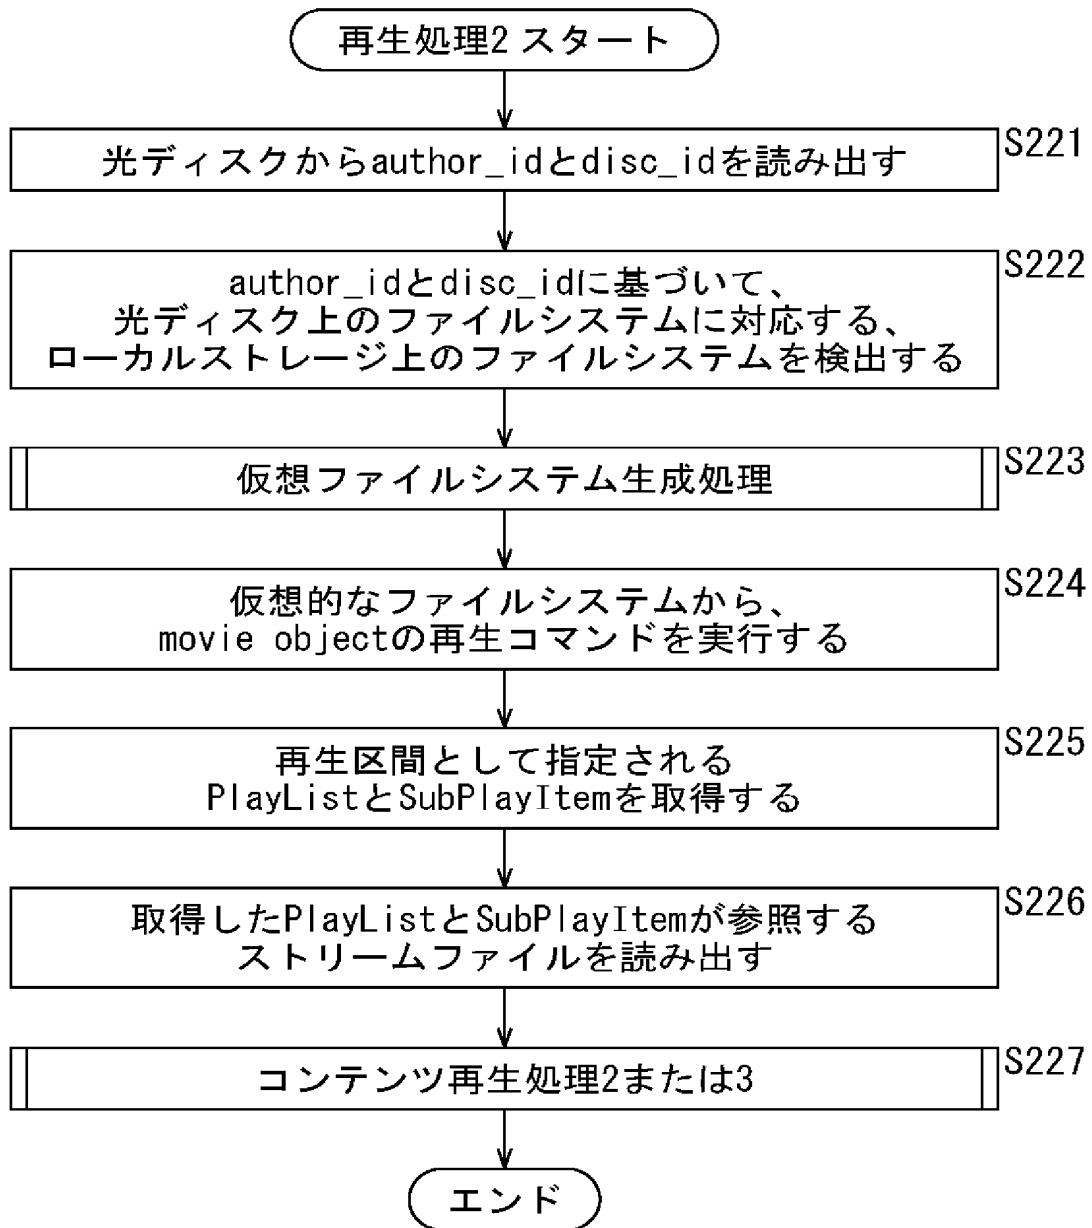 再生処理2 スタート
光ディスクからauthor_idとdisc_idを読み出す
S221
author_idとdisc_idに基づいて、
光ディスク上のファイルシステムに対応する、
ローカルストレージ上のファイルシステムを検出する
S222
仮想ファイルシステム生成処理
S223
仮想的なファイルシステムから、
movie objectの再生コマンドを実行する
S224
再生区間として指定される
PlayListとSubPlayItemを取得する
S225
取得したPlayListとSubPlayItemが参照する
ストリームファイルを読み出す
S226
コンテンツ再生処理2または3
S227
エンド